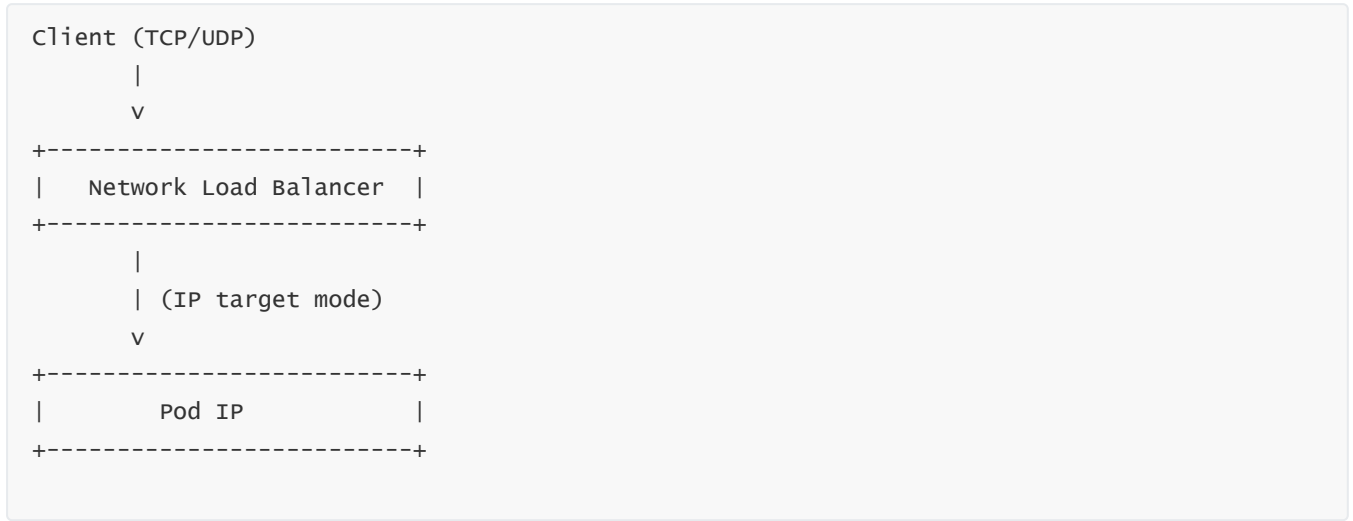 Client (TCP/UDP)
       |
       v
+--------------------------+
|   Network Load Balancer  |
+--------------------------+
       |
       | (IP target mode)
       v
+--------------------------+
|        Pod IP            |
+--------------------------+